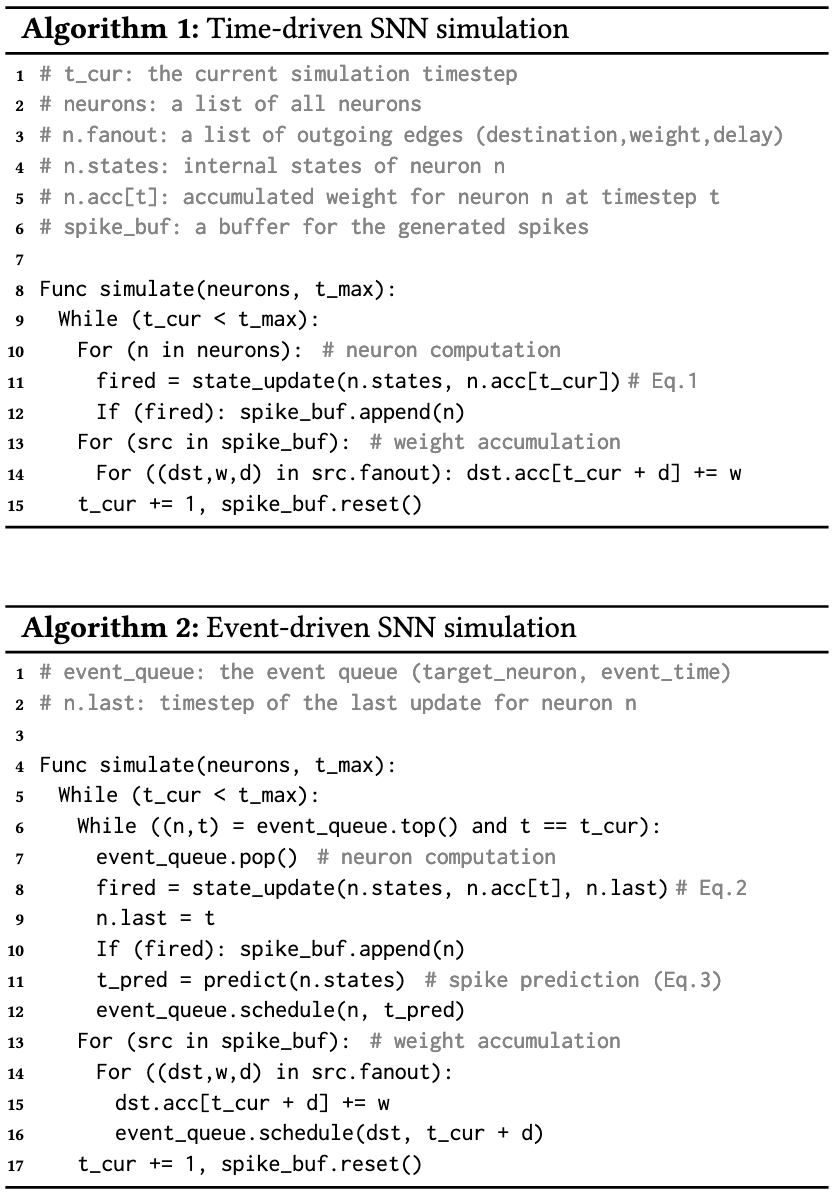 Algorithm 1: Time-driven SNN simulation
1 # t_cur: the current simulation timestep
2 # neurons: a list of all neurons
3 # n.fanout: a list of outgoing edges (destination,weight,delay)
4 # n.states: internal states of neuron n
5 # n.acc[t]: accumulated weight for neuron n at timestep t
6 # spike_buf: a buffer for the generated spikes
7
8 Func simulate(neurons, t_max):
9 While (t_cur < t_max):
10 For (n in neurons): # neuron computation
11 fired = state_update(n.states, n.acc[t_cur]) # Eq.1
12 If (fired): spike_buf.append(n)
13 For (src in spike_buf): # weight accumulation
14 For ((dst,w,d) in src.fanout): dst.acc[t_cur + d] += w
15 t_cur += 1, spike_buf.reset()
Algorithm 2: Event-driven SNN simulation
1 # event_queue: the event queue (target_neuron, event_time)
2 # n.last: timestep of the last update for neuron n
3
4 Func simulate(neurons, t_max):
5 While (t_cur < t_max):
6 While ((n,t) = event_queue.top() and t == t_cur):
7 event_queue.pop() # neuron computation
8 fired = state_update(n.states, n.acc[t], n.last) # Eq.2
9 n.last = t
10 If (fired): spike_buf.append(n)
11 t_pred = predict(n.states) # spike prediction (Eq.3)
12 event_queue.schedule(n, t_pred)
13 For (src in spike_buf): # weight accumulation
14 For ((dst,w,d) in src.fanout):
15 dst.acc[t_cur + d] += w
16 event_queue.schedule(dst, t_cur + d)
17 t_cur += 1, spike_buf.reset()